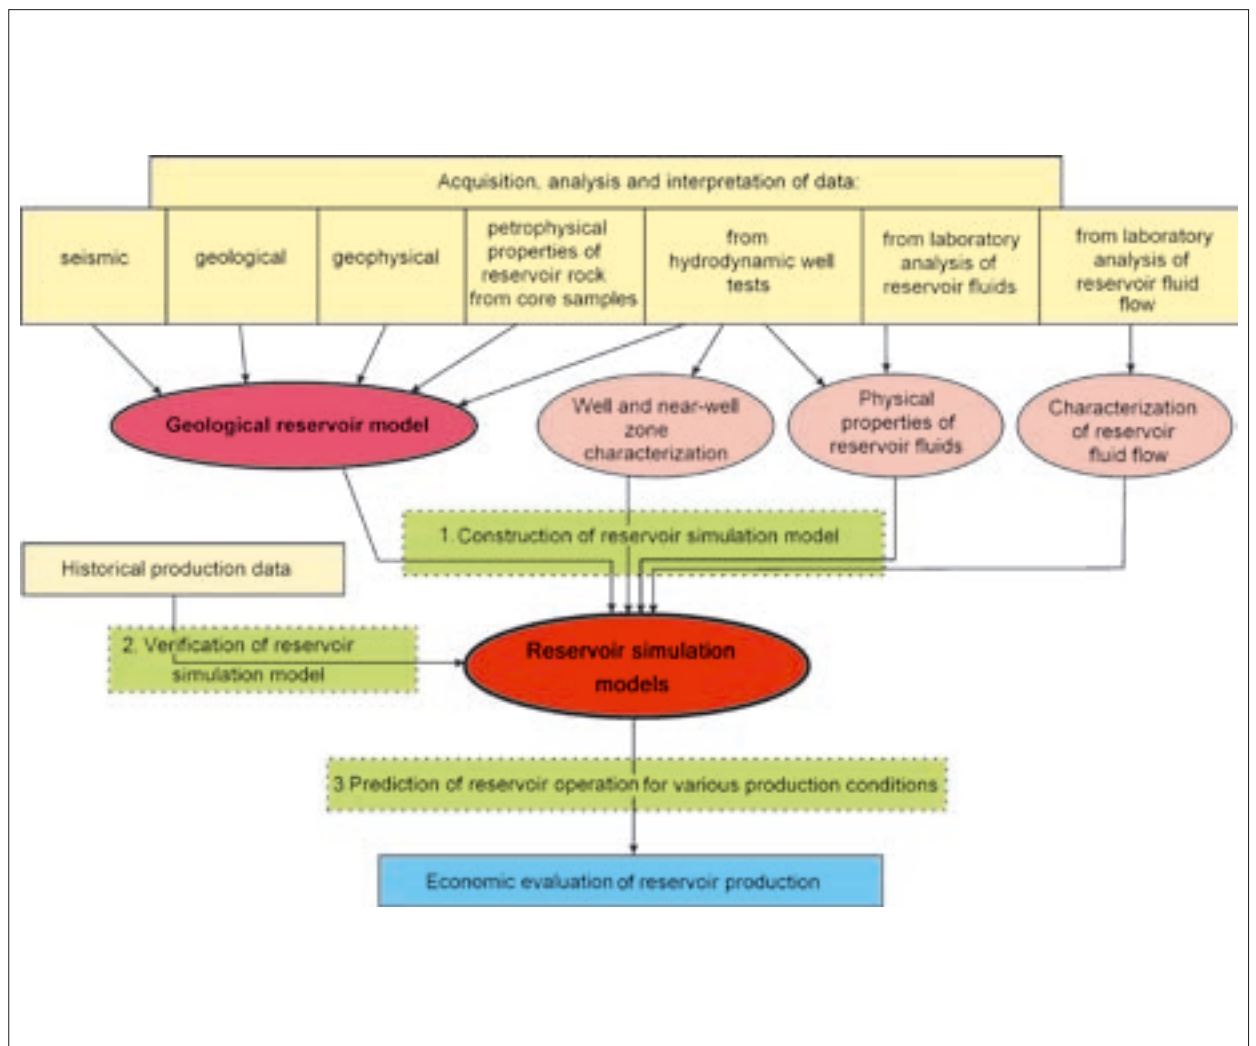 Acquisition, analysis and interpretation of data:
seismic
geological
geophysical
petrophysical
properties of
reservoir rock
from core samples
from
hydrodynamic well
tests
from laboratory
analysis of
reservoir fluids
from laboratory
analysis of
reservoir fluid
flow
Geological reservoir model
Well and near-well
zone
characterization
Physical
properties of
reservoir fluids
Characterization
of reservoir
fluid flow
1. Construction of reservoir simulation model
Historical production data
2. Verification of reservoir
simulation model
Reservoir simulation
models
3 Prediction of reservoir operation for various production conditions
Economic evaluation of reservoir production